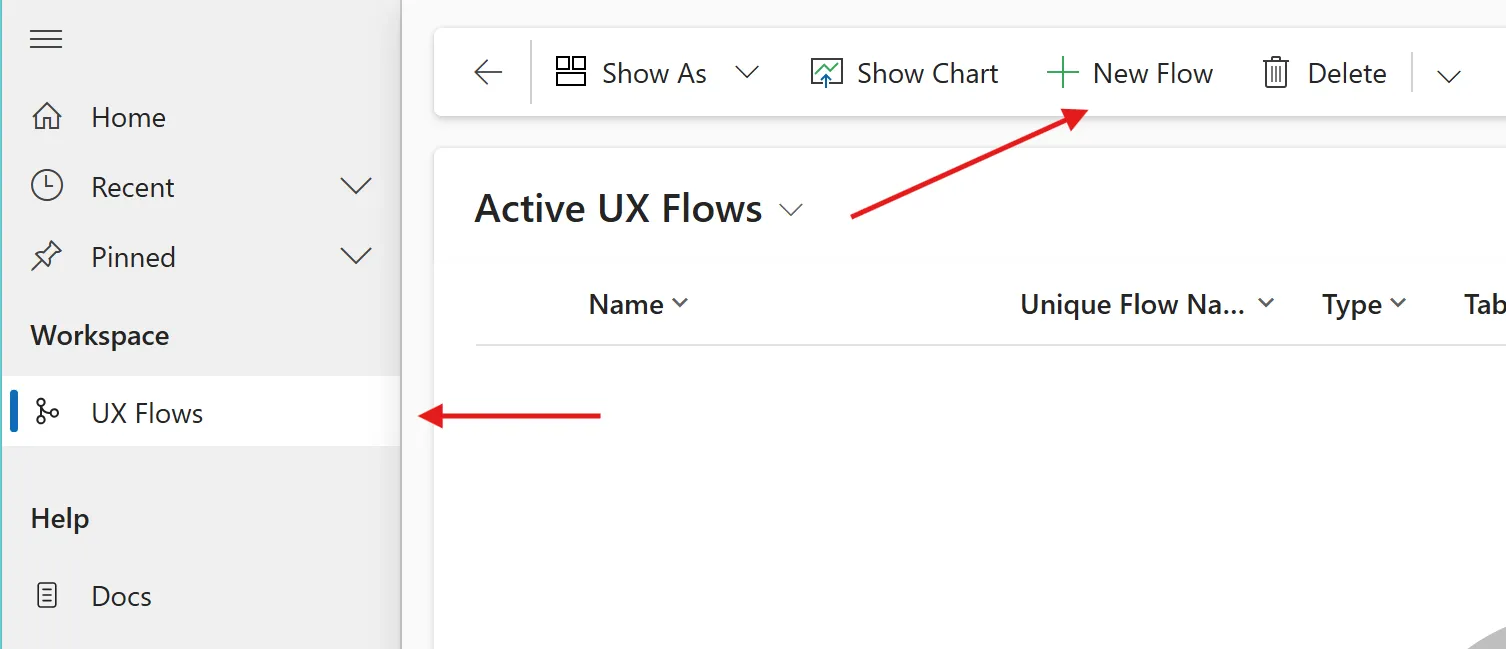 Home
Recent
Pinned
Workspace
UX Flows
Help
Docs
Show As Show Chart New Flow Delete
Active UX Flows
Name Unique Flow Na... Type Tab